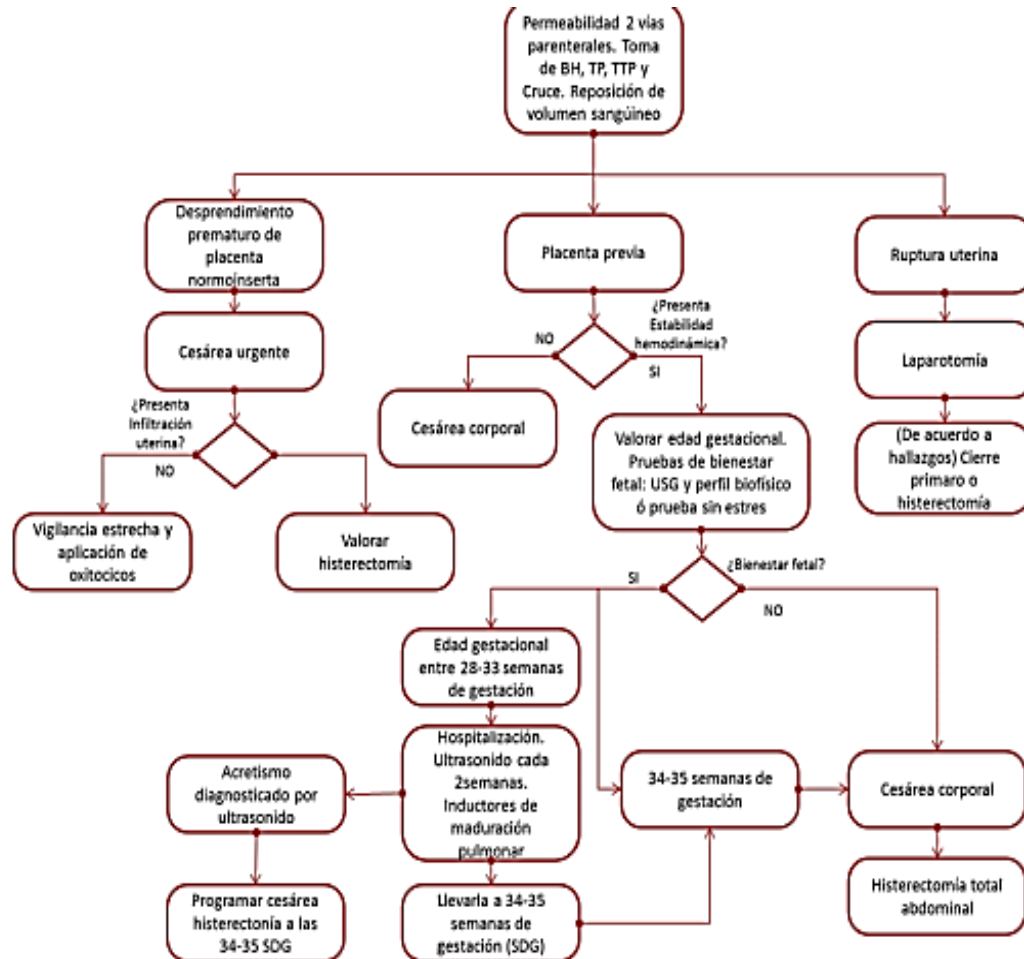 Permeabilidad 2 vías
parenterales. Toma
de BH, TP, TTP y
Cruce. Reposición de
volumen sangüíneo
Desprendimiento
prematuro de
placenta
normoinserta
Placenta previa
Ruptura uterina
Cesárea urgente
¿Presenta
Estabilidad
hemodinámica?
NO
SI
Laparotomía
¿Presenta
Infiltración
uterina?
NO
Cesárea corporal
Valorar edad gestacional.
Pruebas de bienestar
fetal: USG y perfil biofísico
ó prueba sin estres
(De acuerdo a
hallazgos) Cierre
primaro o
histerectomía
Vigilancia estrecha y
aplicación de
oxitocicos
Valorar
histerectomía
¿Bienestar fetal?
SI
NO
Edad gestacional
entre 28-33 semanas
de gestación
Hospitalización.
Ultrasonido cada
2semanas.
Inductores de
maduración
pulmonar
Acretismo
diagnosticado por
ultrasonido
34-35 semanas de
gestación
Cesárea corporal
Programar cesárea
histerectonía a las
34-35 SDG
Llevarla a 34-35
semanas de
gestación (SDG)
Histerectomía total
abdominal